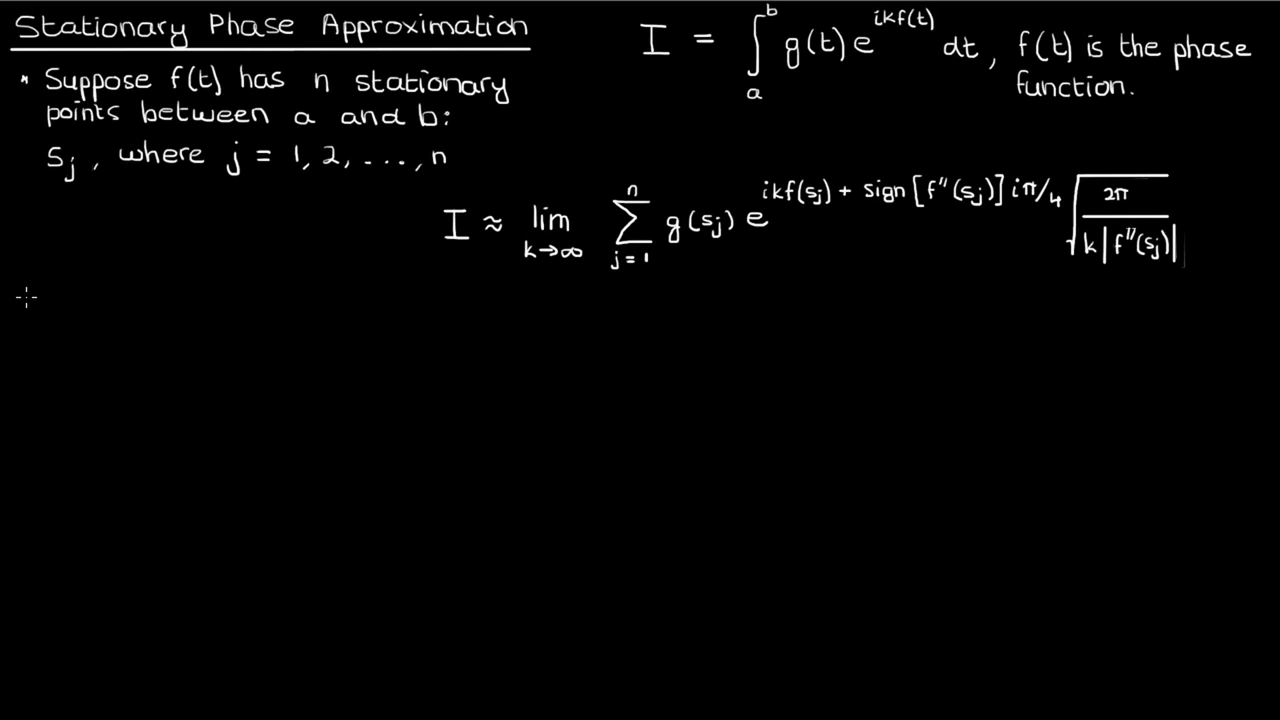 Stationary Phase Approximation
I = ∫_a^b g(t) e^{ikf(t)} dt, f(t) is the phase
function.
* Suppose f(t) has n stationary
points between a and b:
s_j, where j = 1, 2, ..., n
I ≈ lim_{k→∞} ∑_{j=1}^{n} g(s_j) e^{ikf(s_j) + sign[f''(s_j)] iπ/4} √(2π / k|f''(s_j)|)